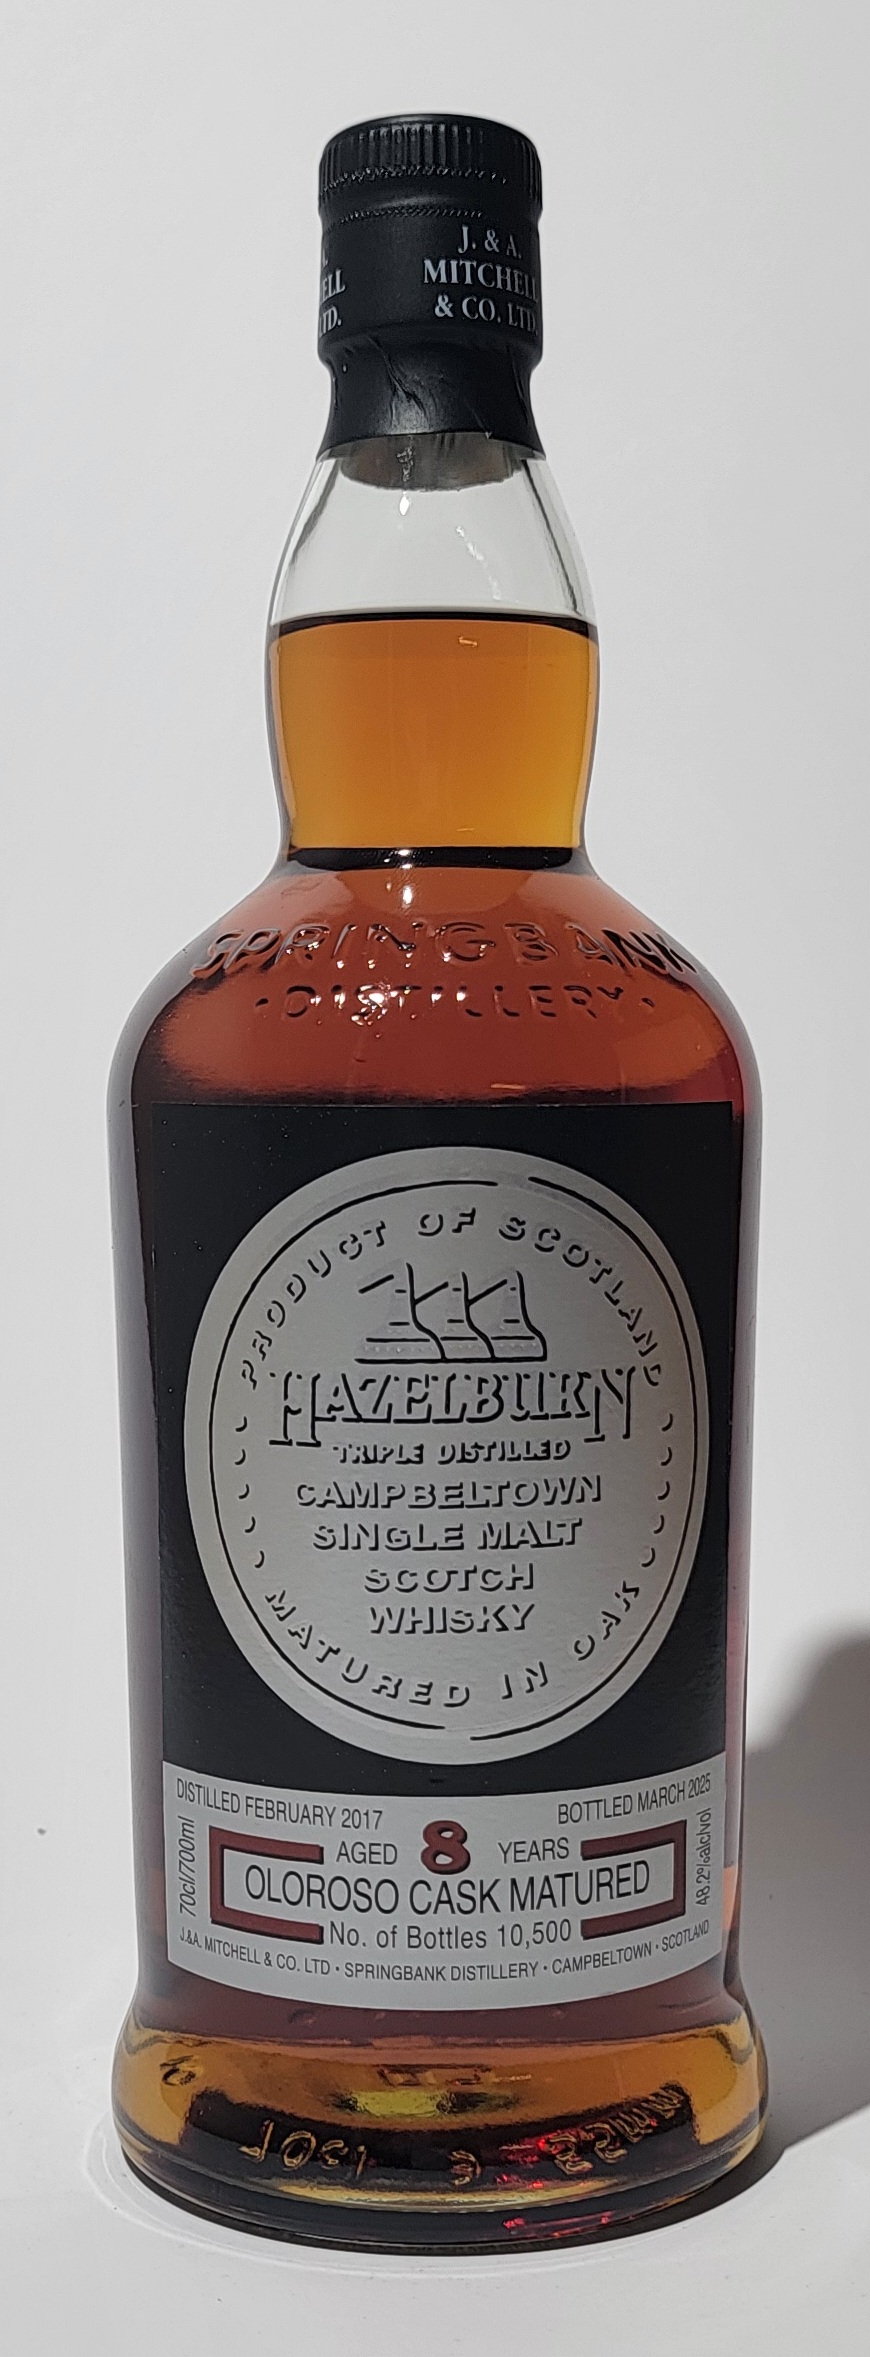 J. & A.
MITCHELL
& CO. LTD.
SPRINGBANK
· DISTILLERY ·
PRODUCT OF SCOTLAND
HAZELBURN
TRIPLE DISTILLED
CAMPBELTOWN
SINGLE MALT
SCOTCH
WHISKY
MATURED IN OAK
DISTILLED FEBRUARY 2017
BOTTLED MARCH 2025
AGED 8 YEARS
OLOROSO CASK MATURED
No. of Bottles 10,500
70cl/700ml
48.2%alc/vol
J.&A. MITCHELL & CO. LTD · SPRINGBANK DISTILLERY · CAMPBELTOWN · SCOTLAND